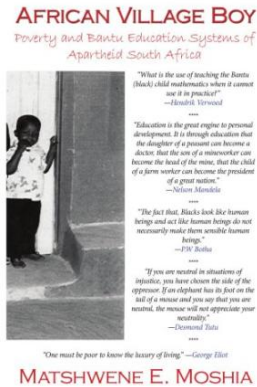 AFRICAN VILLAGE BOY
Poverty and Bantu Education Systems of
Apartheid South Africa
"What is the use of teaching the Bantu
(black) child mathematics when it cannot
use it in practice?"
—Hendrik Verwoed
****
"Education is the great engine to personal
development. It is through education that
the daughter of a peasant can become a
doctor, that the son of a mineworker can
become the head of the mine, that the child
of a farm worker can become the president
of a great nation."
—Nelson Mandela
****
"The fact that, Blacks look like human
beings and act like human beings do not
necessarily make them sensible human
beings."
—P.W Botha
****
"If you are neutral in situations of
injustice, you have chosen the side of the
oppressor. If an elephant has its foot on the
tail of a mouse and you say that you are
neutral, the mouse will not appreciate your
neutrality."
—Desmond Tutu
****
"One must be poor to know the luxury of living." —George Eliot
MATSHWENE E. MOSHIA